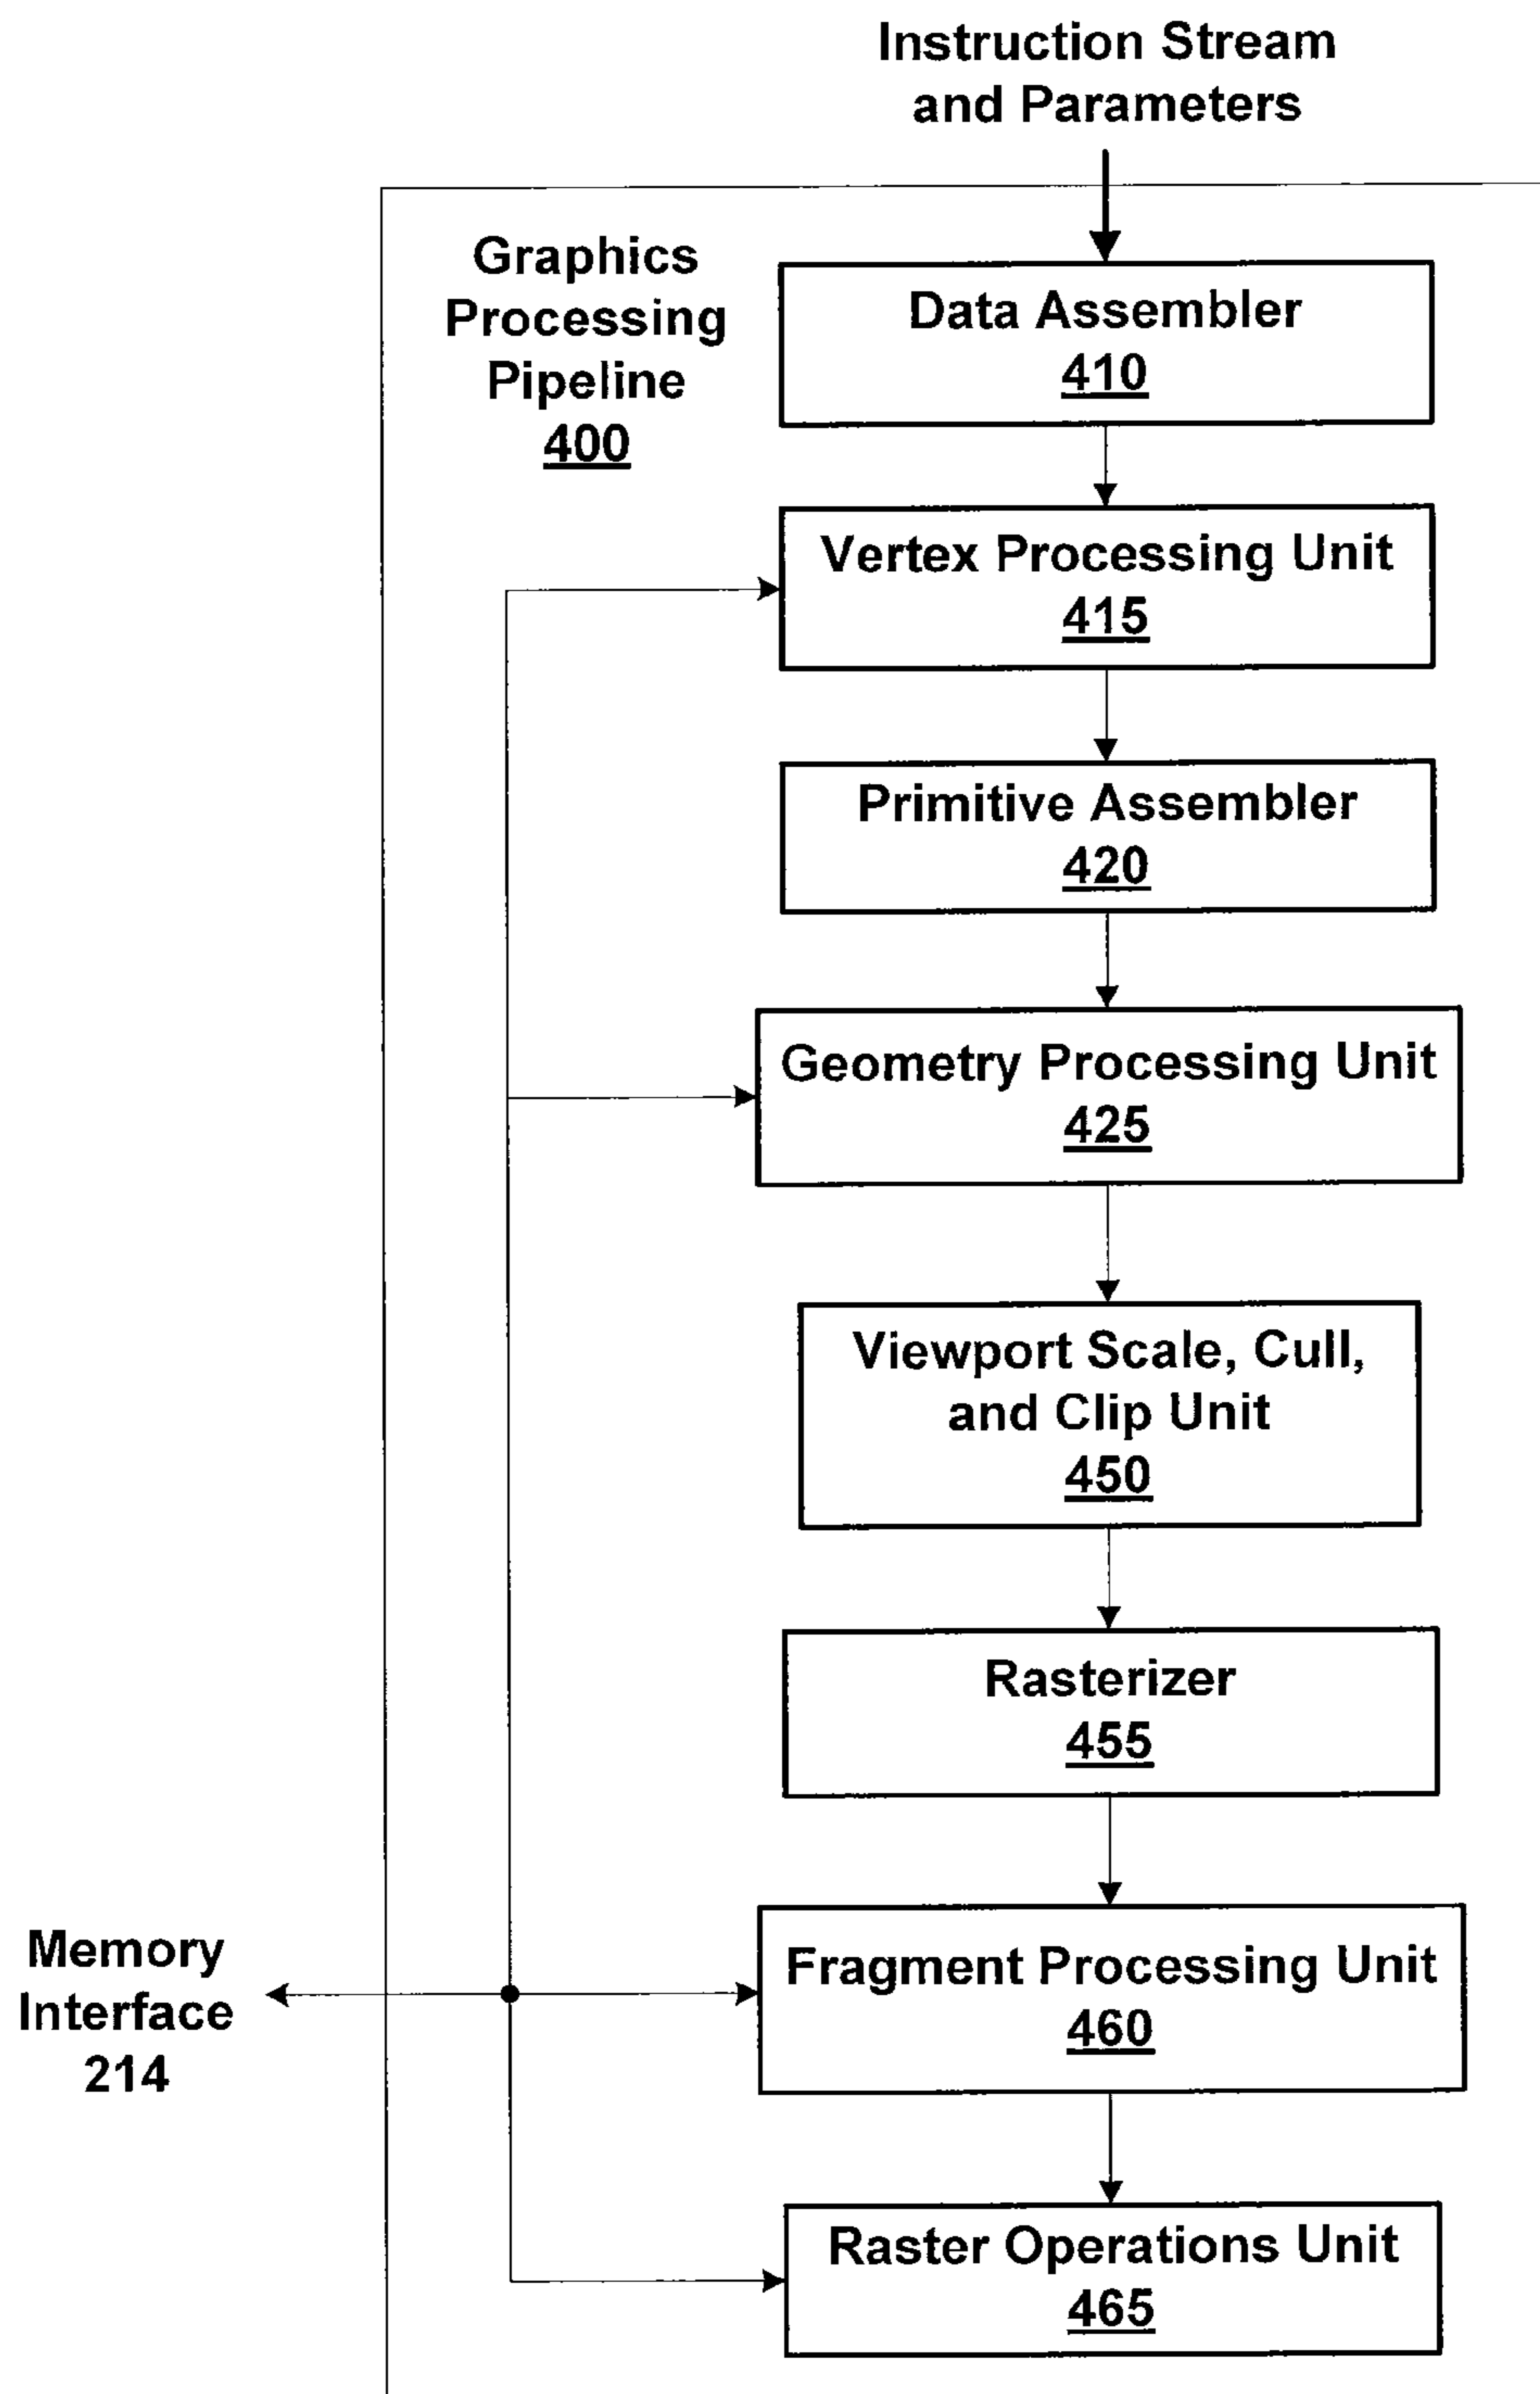 Instruction Stream
and Parameters
Graphics
Processing
Pipeline
400
Data Assembler
410
Vertex Processing Unit
415
Primitive Assembler
420
Geometry Processing Unit
425
Viewport Scale, Cull,
and Clip Unit
450
Rasterizer
455
Memory
Interface
214
Fragment Processing Unit
460
Raster Operations Unit
465